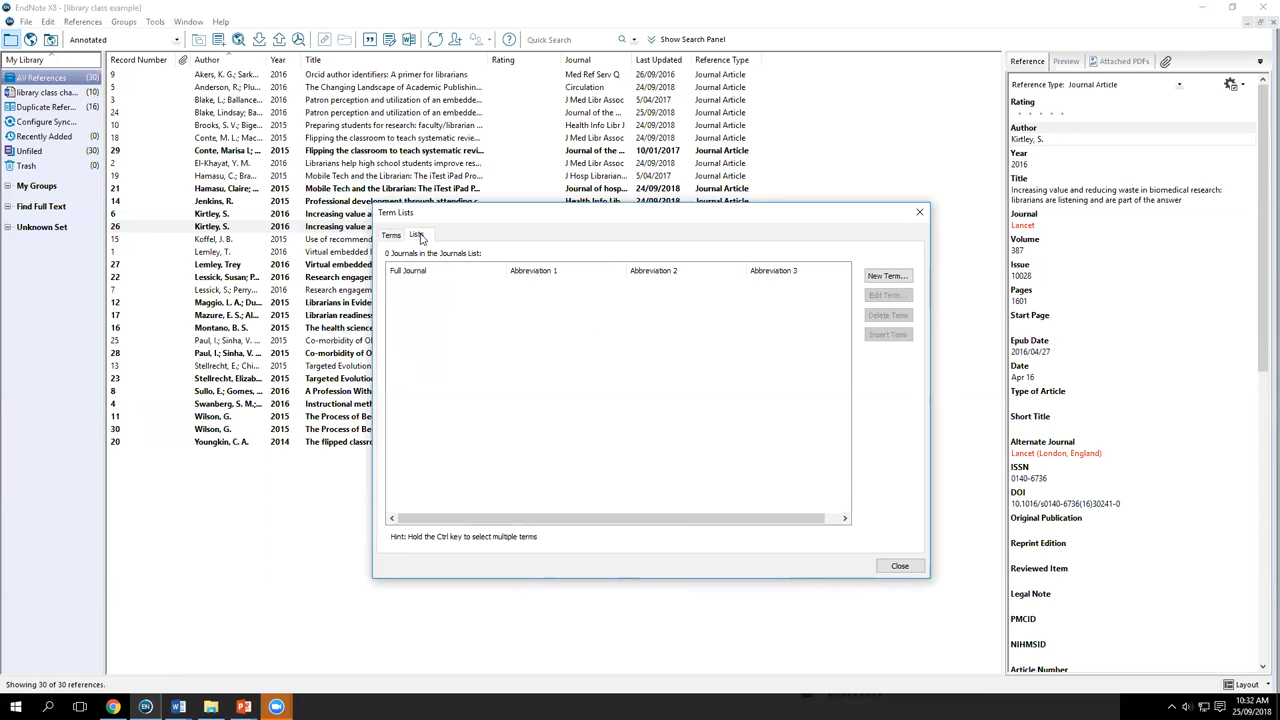 EndNote X8 - [library class example]
File Edit References Groups Tools Window Help
Annotated Quick Search Show Search Panel
My Library
All References (30)
library class cha... (92)
Duplicate Refer... (16)
Configure Sync...
Recently Added (0)
Unfiled (30)
Trash (0)
My Groups
Find Full Text
Unknown Set
Record Number Author Year Title Rating Journal Last Updated Reference Type
9 Akers, K. G.; Sark... 2016 Orcid author identifiers: A primer for librarians Med Ref Serv Q 26/09/2016 Journal Article
5 Anderson, R.; Plu... 2016 The Changing Landscape of Academic Publishin... Circulation 24/09/2018 Journal Article
3 Blake, L.; Ballance... 2016 Patron perception and utilization of an embedde... J Med Libr Assoc 5/04/2017 Journal Article
24 Blake, Lindsay; Bar... 2016 Patron perception and utilization of an embedde... Journal of the ... 25/09/2018 Journal Article
10 Brooks, S. V.; Bige... 2016 Preparing students for research: faculty/librarian Health Info Libr J 24/09/2018 Journal Article
18 Conte, M. L.; Mac... 2016 Flipping the classroom to teach systematic revie... J Med Libr Assoc 24/09/2018 Journal Article
29 Conte, Marisa L; ... 2015 Flipping the classroom to teach systematic revi... Journal of the... 10/01/2017 Journal Article
2 El-Khayat, Y. M. 2016 Librarians help high school students improve res... J Med Libr Assoc 24/09/2018 Journal Article
19 Hamasu, C.; Bra... 2015 Mobile Tech and the Librarian: The iTest iPad Pr... J Hosp Librariansh 5/04/2017 Journal Article
21 Hamasu, Claire; ... 2015 Mobile Tech and the Librarian: The iTest iPad P... Journal of hosp... 24/09/2018 Journal Article
14 Jenkins, R. 2015 Professional development through attending c... Health Info Lib... 24/09/2018 Journal Article
6 Kirtley, S. 2016 Increasing value a
26 Kirtley, S. 2016 Increasing value a
15 Koffel, J. B. 2015 Use of recommen
1 Lemley, T. 2016 Virtual embedded l
27 Lemley, Trey 2016 Virtual embedded
22 Lessick, Susan; P... 2016 Research engagem
7 Lessick, S.; Perry... 2016 Research engagemen
12 Maggio, L. A.; Du... 2016 Librarians in Evide
17 Mazure, E. S.; Al... 2016 Librarian readines
16 Montano, B. S. 2016 The health science
25 Paul, I.; Sinha, V. ... 2015 Co-morbidity of Ol
28 Paul, I.; Sinha, V. ... 2015 Co-morbidity of O
13 Stellrecht, E.; Chi... 2016 Targeted Evolution
23 Stellrecht, Elizab... 2016 Targeted Evolutio
8 Sullo, E.; Gomes, ... 2016 A Profession With
4 Swanberg, S. M.; ... 2016 Instructional meth
11 Wilson, G. 2015 The Process of Be
30 Wilson, G. 2015 The Process of Be
20 Youngkin, C. A. 2014 The flipped classro
Term Lists
Terms Lists
0 Journals in the Journals List:
Full Journal Abbreviation 1 Abbreviation 2 Abbreviation 3
New Term...
Edit Term...
Delete Term
Insert Term
Hint: Hold the Ctrl key to select multiple terms
Close
Reference Preview Attached PDFs
Reference Type: Journal Article
Rating
Author
Kirtley, S.
Year
2016
Title
Increasing value and reducing waste in biomedical research:
librarians are listening and are part of the answer
Journal
Lancet
Volume
387
Issue
10028
Pages
1601
Start Page
Epub Date
2016/04/27
Date
Apr 16
Type of Article
Short Title
Alternate Journal
Lancet (London, England)
ISSN
0140-6736
DOI
10.1016/s0140-6736(16)30241-0
Original Publication
Reprint Edition
Reviewed Item
Legal Note
PMCID
NIHMSID
Article Number
Showing 30 of 30 references.
Layout
10:32 AM
25/09/2018